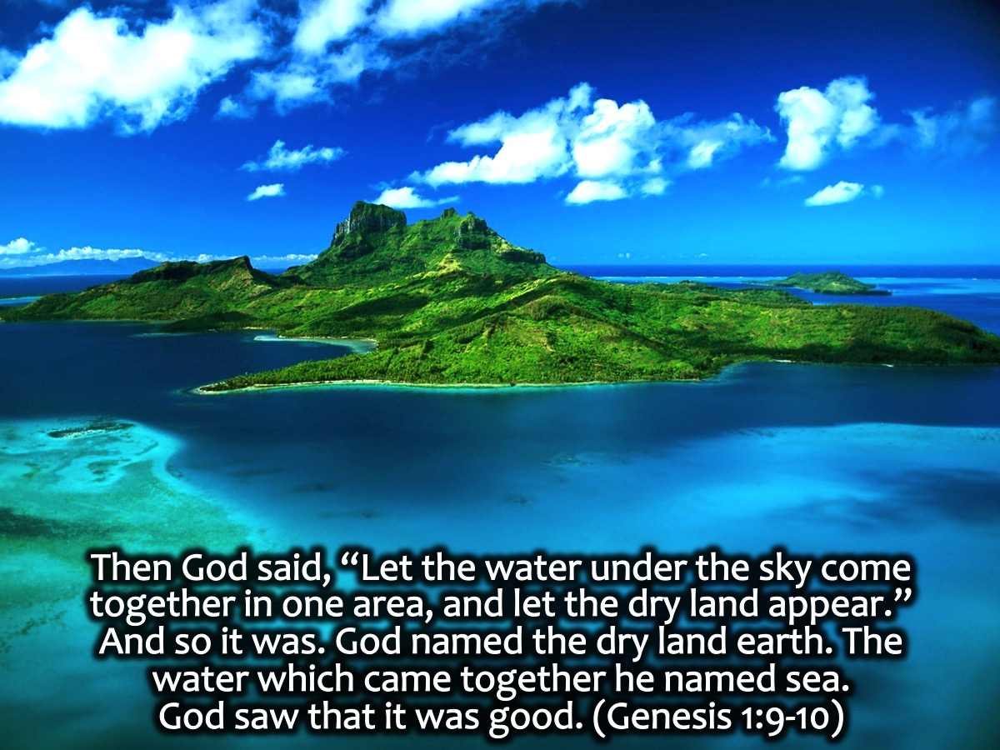 Then God said, “Let the water under the sky come
together in one area, and let the dry land appear.”
And so it was. God named the dry land earth. The
water which came together he named sea.
God saw that it was good. (Genesis 1:9-10)